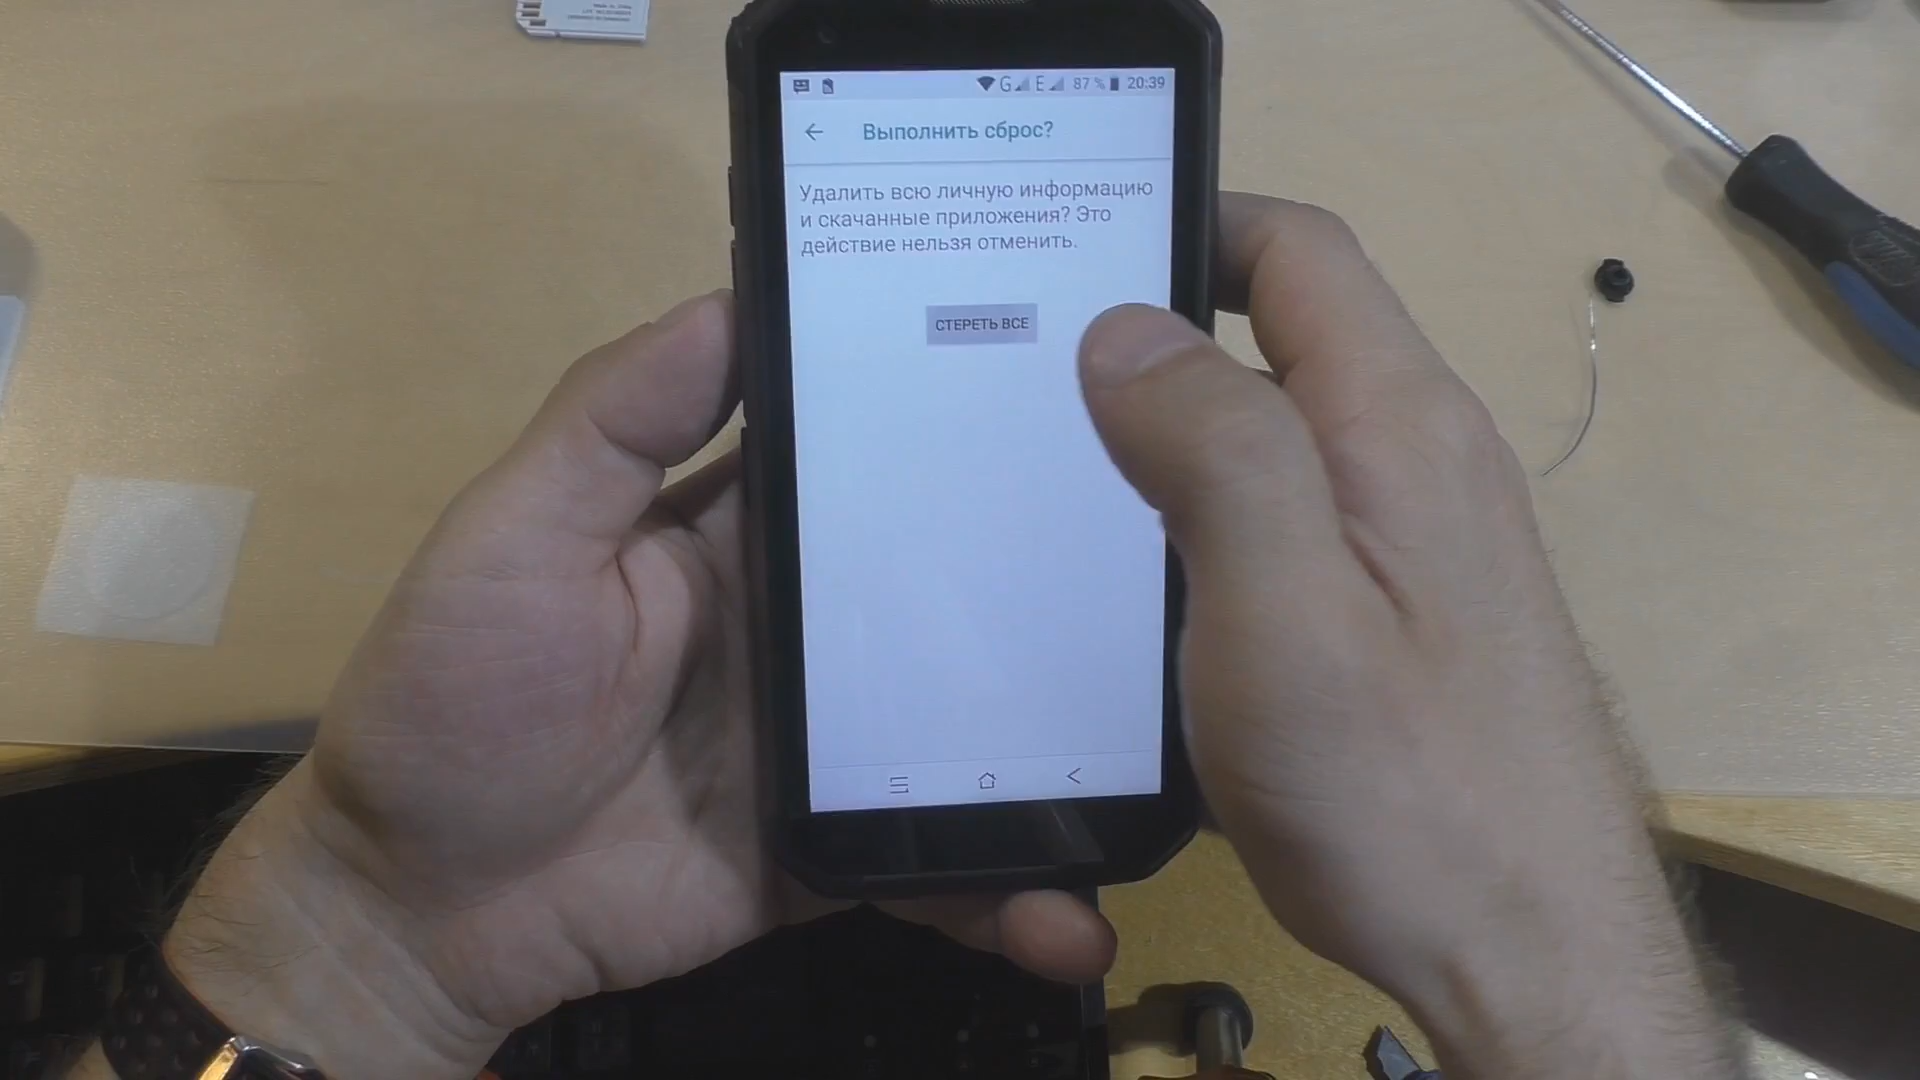 G E 87 % 20:39
Выполнить сброс?
Удалить всю личную информацию
и скачанные приложения? Это
действие нельзя отменить.
СТЕРЕТЬ ВСЕ